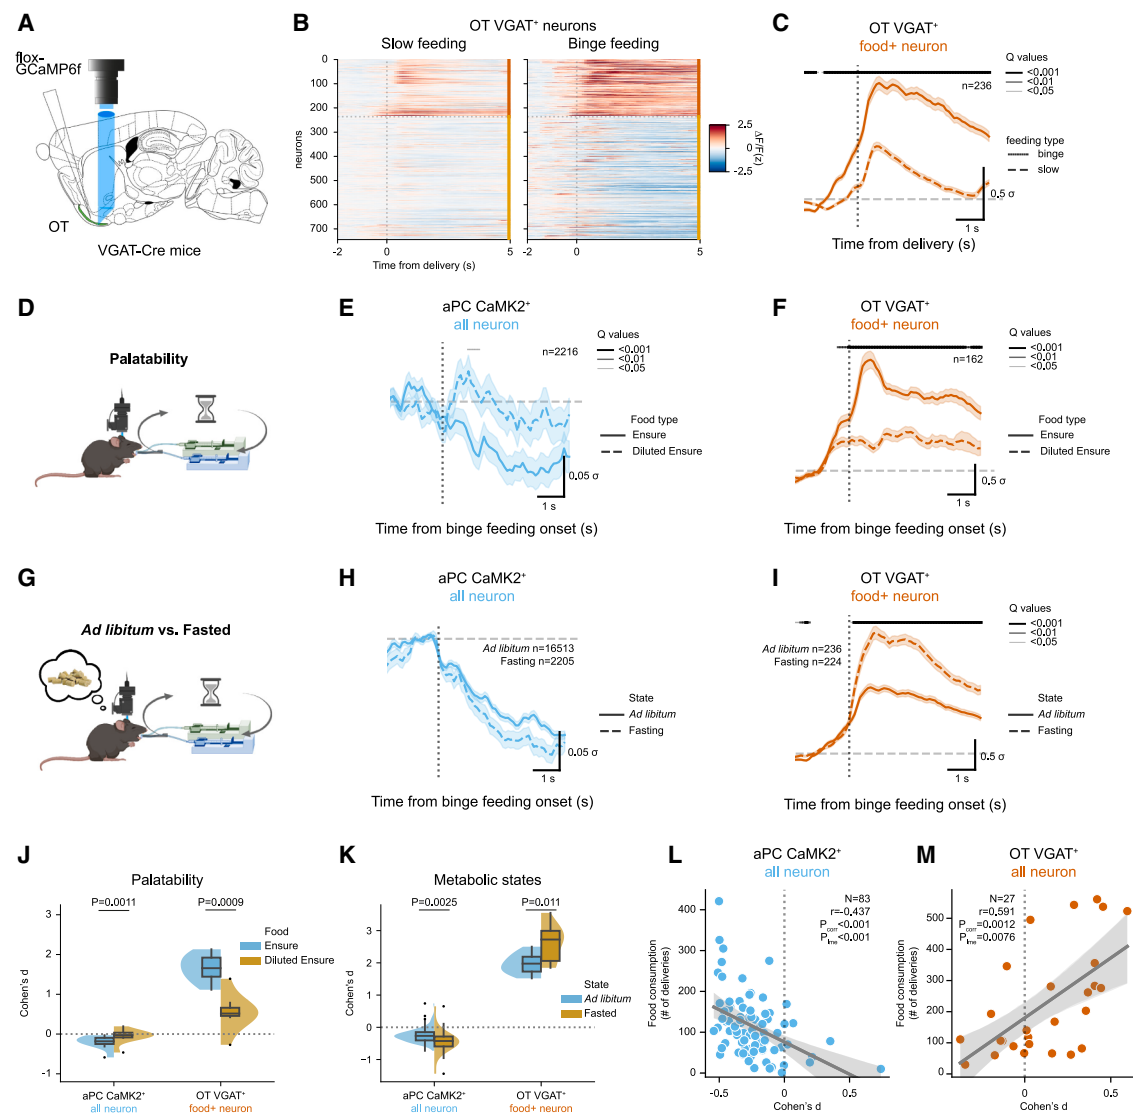 A
flox-
GCaMP6f
OT
VGAT-Cre mice
B
OT VGAT+ neurons
Slow feeding
Binge feeding
neurons
0
100
200
300
400
500
600
700
-2
0
5
-2
0
5
Time from delivery (s)
2.5
0
-2.5
ΔF/F(z)
C
OT VGAT+
food+ neuron
Q values
<0.001
<0.01
<0.05
n=236
feeding type
binge
slow
0.5 σ
1 s
Time from delivery (s)
D
Palatability
E
aPC CaMK2+
all neuron
Q values
<0.001
<0.01
<0.05
n=2216
Food type
Ensure
Diluted Ensure
0.05 σ
1 s
Time from binge feeding onset (s)
F
OT VGAT+
food+ neuron
Q values
<0.001
<0.01
<0.05
n=162
Food type
Ensure
Diluted Ensure
0.5 σ
1 s
Time from binge feeding onset (s)
G
Ad libitum vs. Fasted
H
aPC CaMK2+
all neuron
Ad libitum n=16513
Fasting n=2205
State
Ad libitum
Fasting
0.05 σ
1 s
Time from binge feeding onset (s)
I
OT VGAT+
food+ neuron
Q values
<0.001
<0.01
<0.05
Ad libitum n=236
Fasting n=224
State
Ad libitum
Fasting
0.5 σ
1 s
Time from binge feeding onset (s)
J
Palatability
P=0.0011
P=0.0009
Food
Ensure
Diluted Ensure
Cohen's d
3
2
1
0
-1
aPC CaMK2+
all neuron
OT VGAT+
food+ neuron
K
Metabolic states
P=0.0025
P=0.011
State
Ad libitum
Fasted
Cohen's d
3
2
1
0
-1
aPC CaMK2+
all neuron
OT VGAT+
food+ neuron
L
aPC CaMK2+
all neuron
N=83
r=-0.437
Pcorr<0.001
Plme<0.001
Food consumption
(# of deliveries)
400
300
200
100
0
-0.5
0
0.5
Cohen's d
M
OT VGAT+
all neuron
N=27
r=0.591
Pcorr=0.0012
Plme=0.0076
Food consumption
(# of deliveries)
500
400
300
200
100
0
0
0.5
Cohen's d